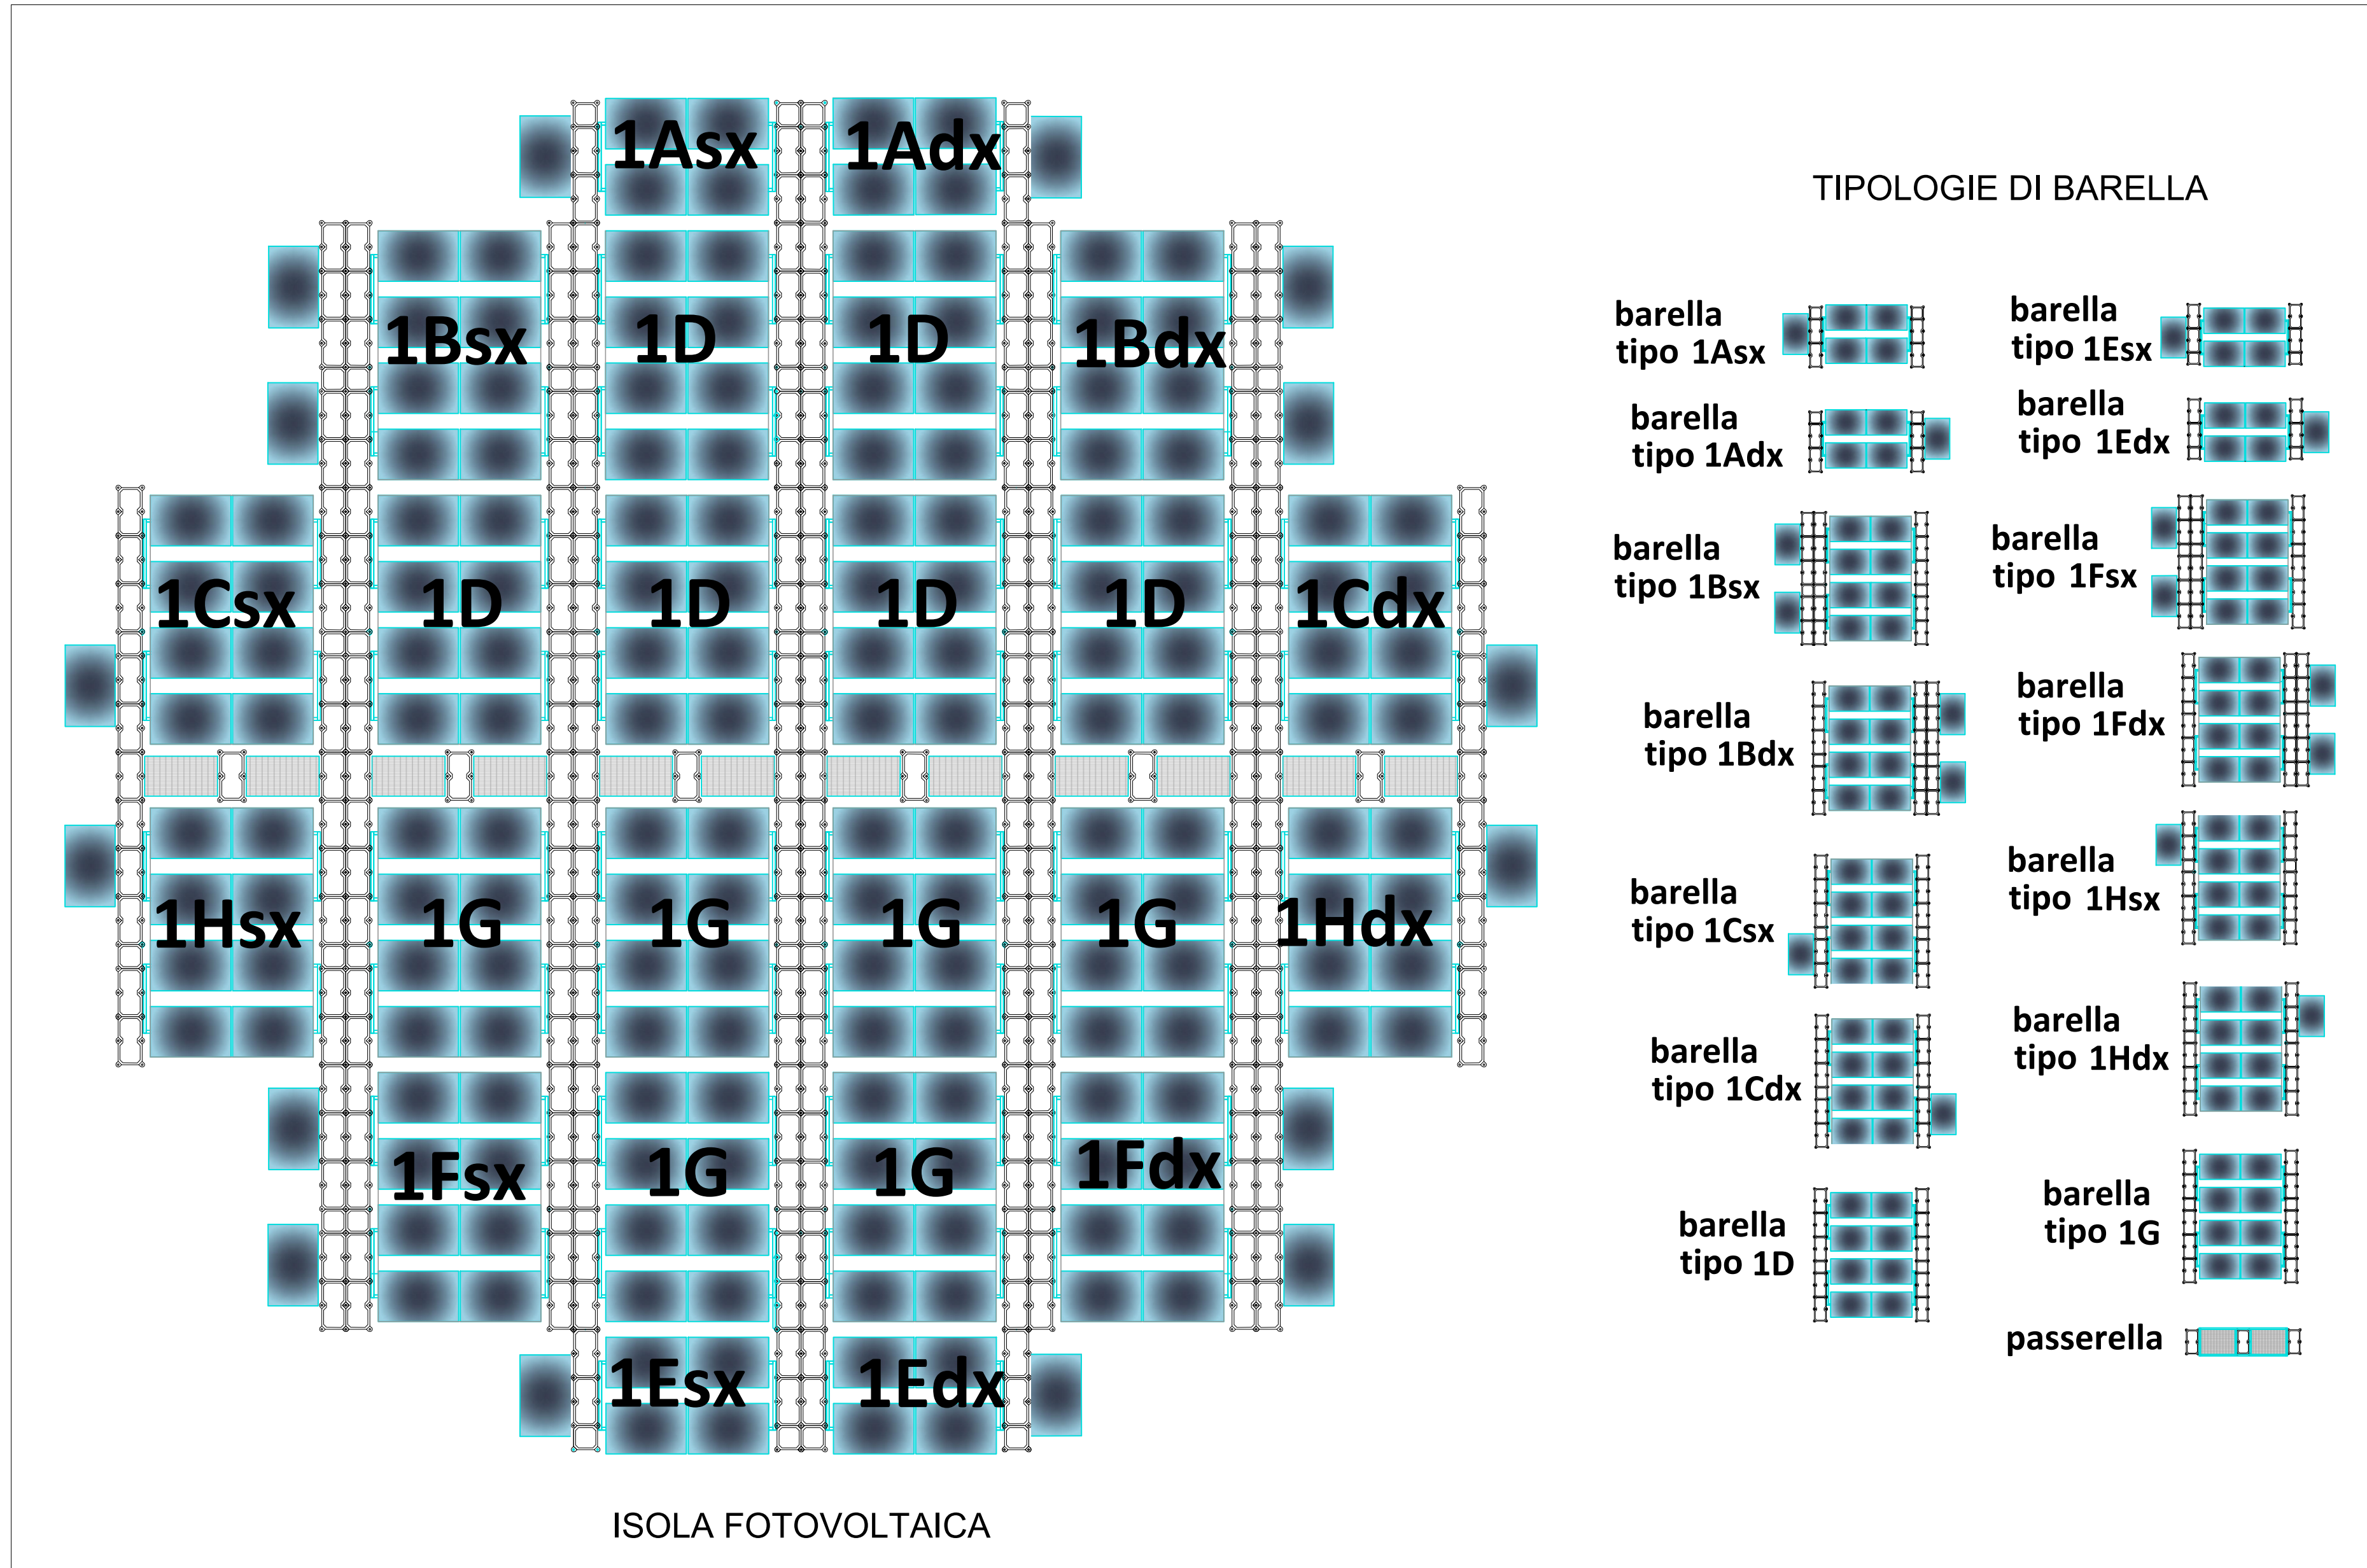 1Asx 1Adx
1Bsx 1D 1D 1Bdx
1Csx 1D 1D 1D 1D 1Cdx
1Hsx 1G 1G 1G 1G 1Hdx
1Fsx 1G 1G 1Fdx
1Esx 1Edx
ISOLA FOTOVOLTAICA
TIPOLOGIE DI BARELLA
barella
tipo 1Asx
barella
tipo 1Adx
barella
tipo 1Bsx
barella
tipo 1Bdx
barella
tipo 1Csx
barella
tipo 1Cdx
barella
tipo 1D
barella
tipo 1Esx
barella
tipo 1Edx
barella
tipo 1Fsx
barella
tipo 1Fdx
barella
tipo 1Hsx
barella
tipo 1Hdx
barella
tipo 1G
passerella